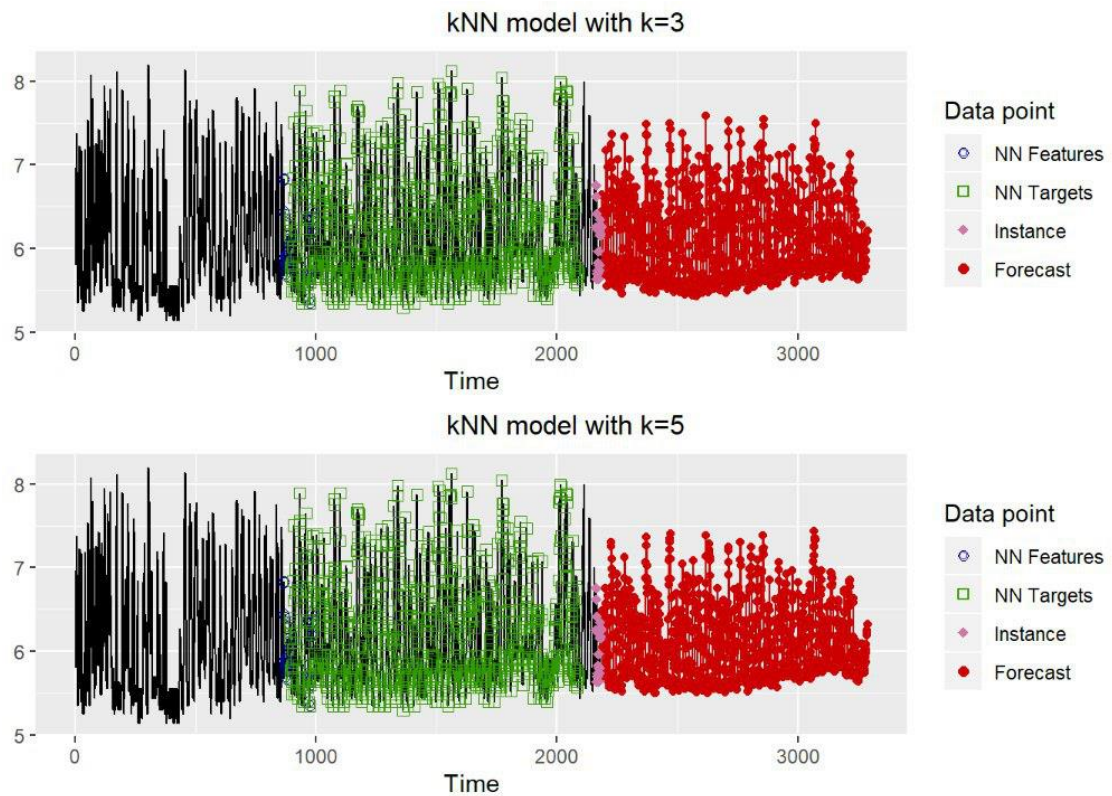 kNN model with k=3
8
7
6
5
0 1000 2000 3000
Time
Data point
NN Features
NN Targets
Instance
Forecast
kNN model with k=5
8
7
6
5
0 1000 2000 3000
Time
Data point
NN Features
NN Targets
Instance
Forecast